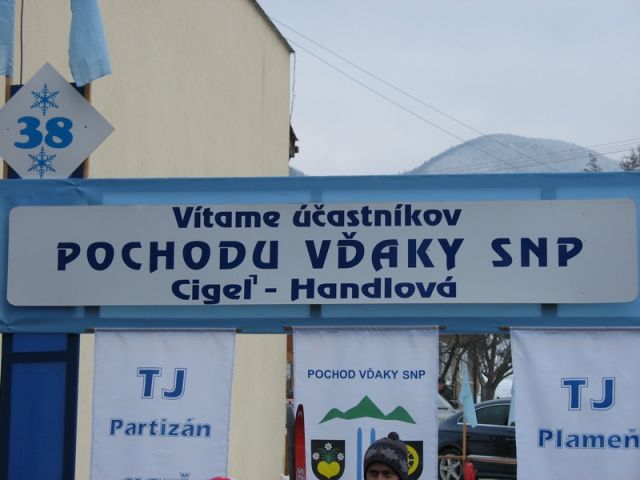 38
Vítame účastníkov
POCHODU VĎAKY SNP
Cigeľ - Handlová
TJ
Partizán
POCHOD VĎAKY SNP
TJ
Plameň